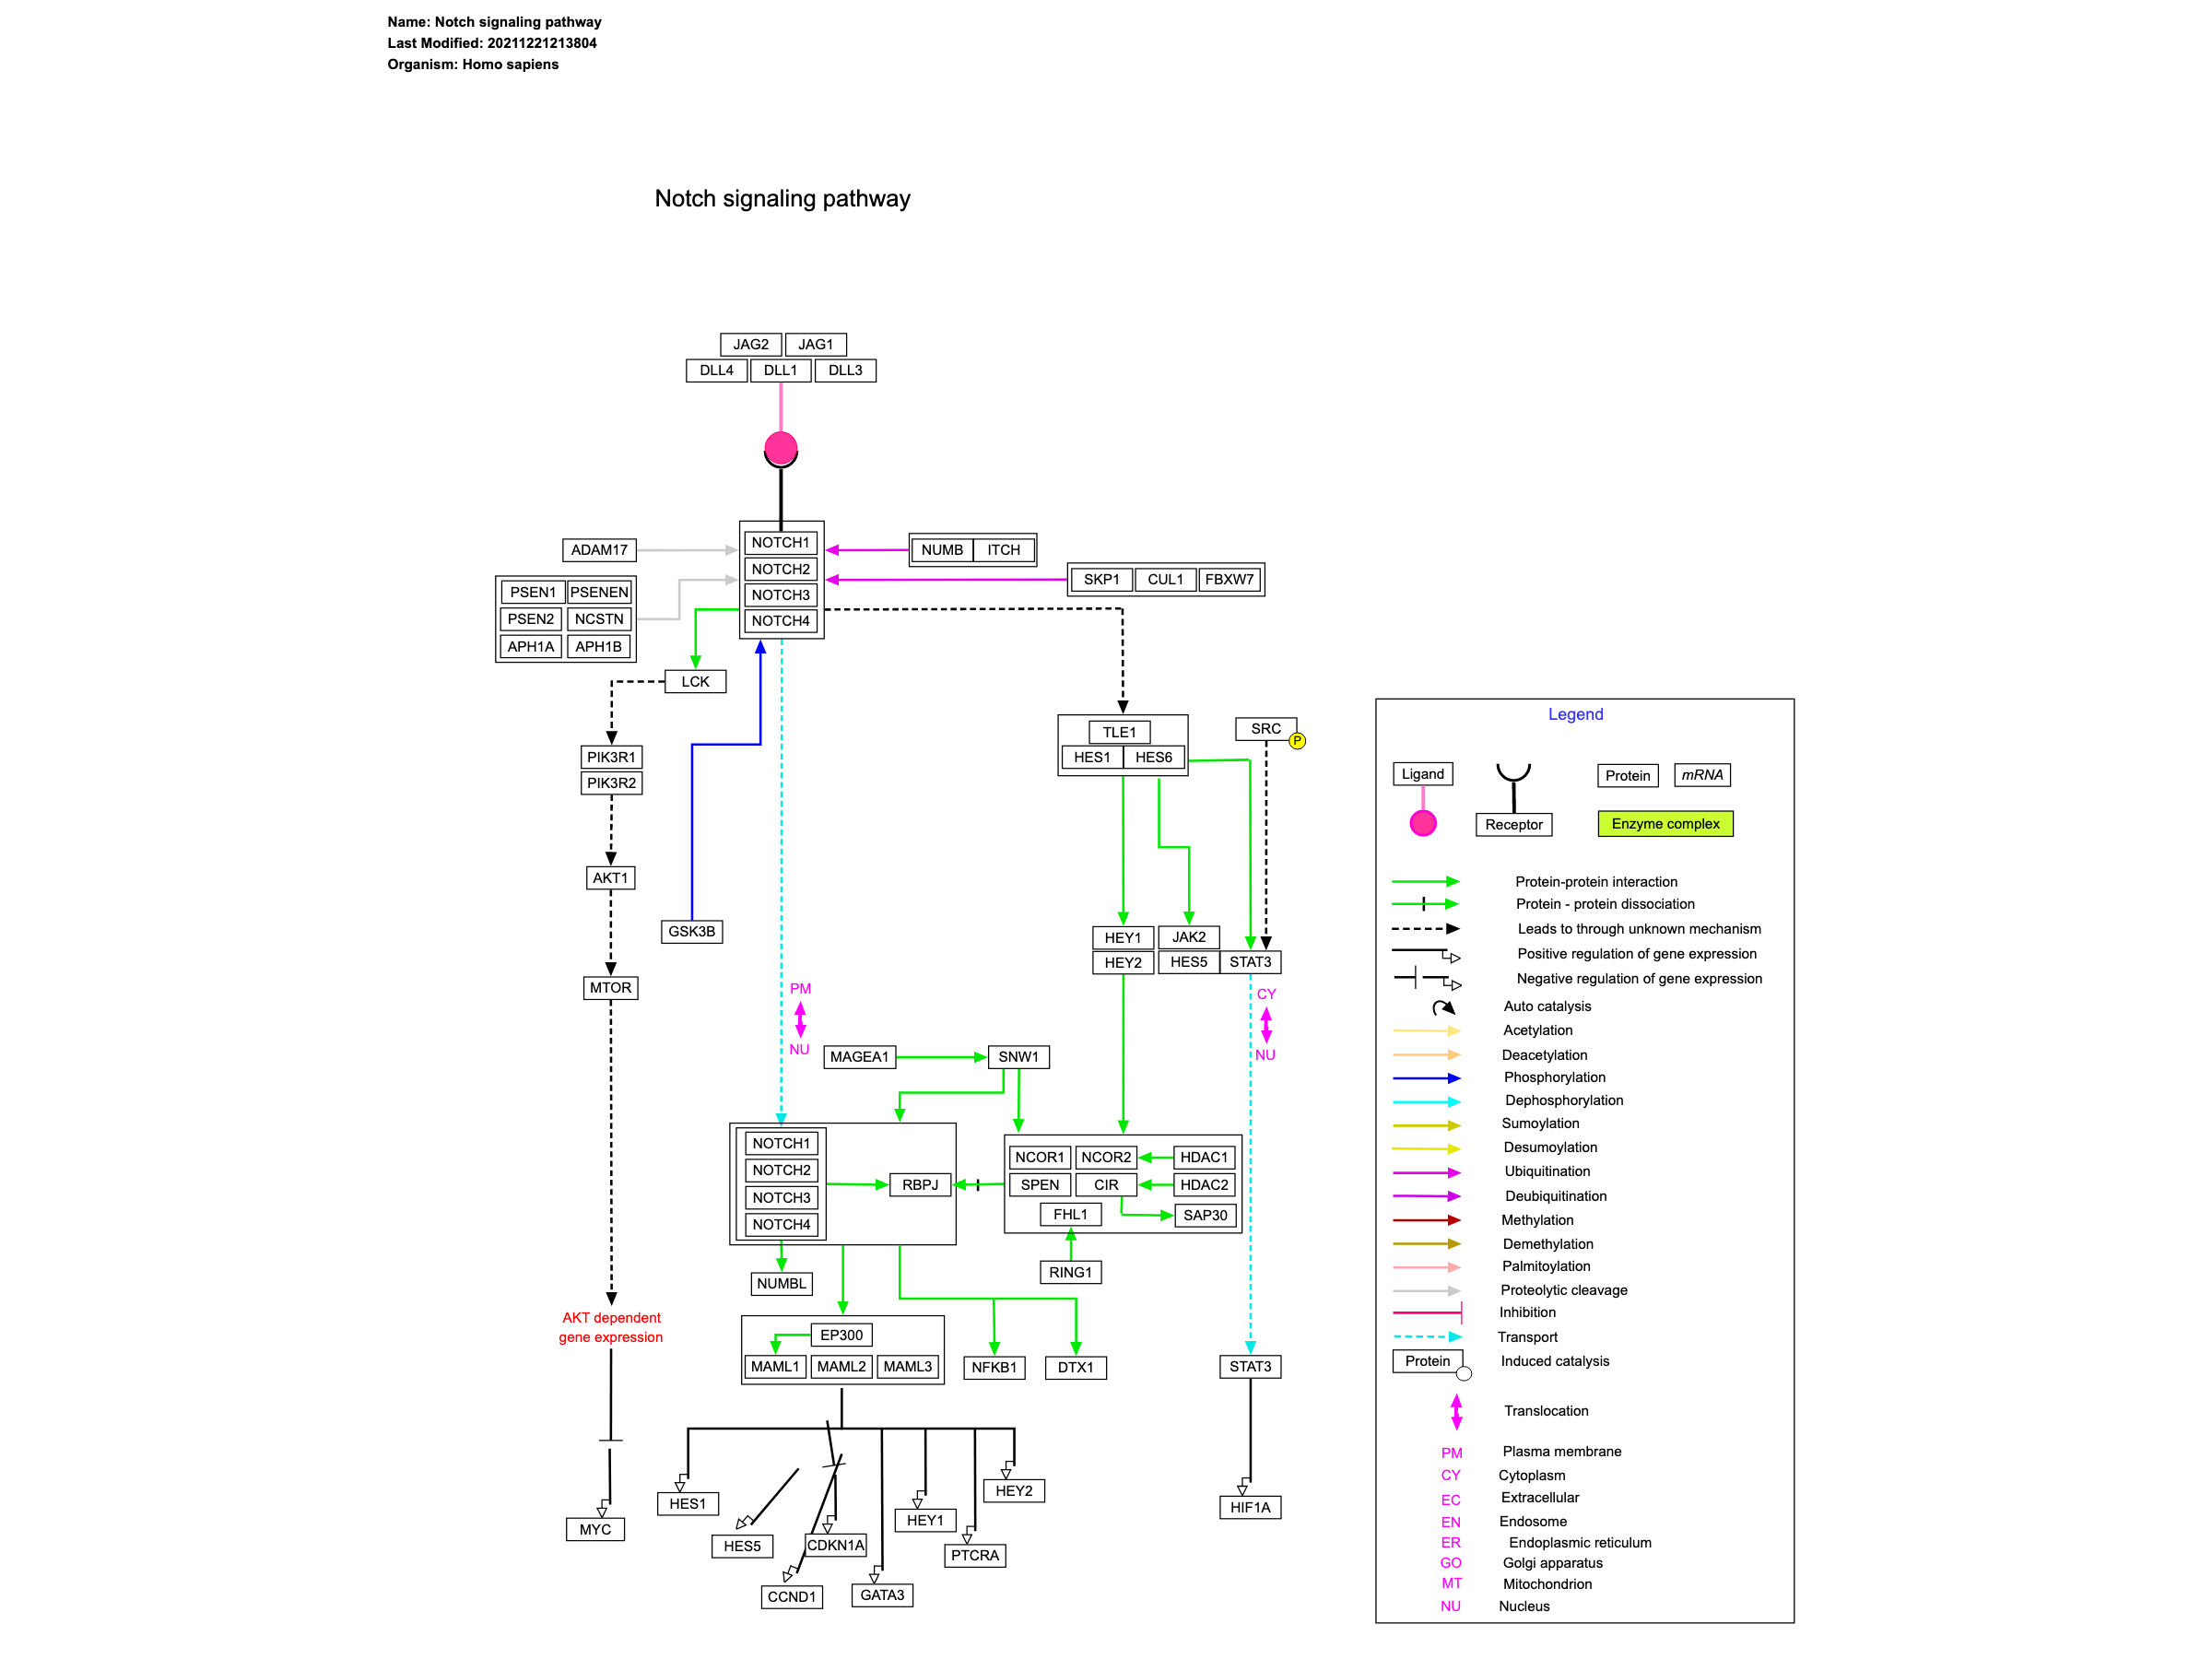 Name: Notch signaling pathway
Last Modified: 20211221213804
Organism: Homo sapiens
Notch signaling pathway
JAG2 JAG1
DLL4 DLL1 DLL3
NOTCH1
NOTCH2
NOTCH3
NOTCH4
ADAM17
NUMB ITCH
SKP1 CUL1 FBXW7
PSEN1 PSENEN
PSEN2 NCSTN
APH1A APH1B
LCK
PIK3R1
PIK3R2
AKT1
GSK3B
MTOR
TLE1
HES1 HES6
SRC
P
HEY1 JAK2
HEY2 HES5 STAT3
PM
NU
CY
NU
MAGEA1 SNW1
NOTCH1
NOTCH2
NOTCH3
NOTCH4
RBPJ
NCOR1 NCOR2 HDAC1
SPEN CIR HDAC2
FHL1 SAP30
RING1
NUMBL
AKT dependent
gene expression
EP300
MAML1 MAML2 MAML3
NFKB1 DTX1
STAT3
HES1
HEY2
HIF1A
MYC
HES5
CDKN1A
HEY1
PTCRA
CCND1
GATA3
Legend
Ligand
Receptor
Protein mRNA
Enzyme complex
Protein-protein interaction
Protein - protein dissociation
Leads to through unknown mechanism
Positive regulation of gene expression
Negative regulation of gene expression
Auto catalysis
Acetylation
Deacetylation
Phosphorylation
Dephosphorylation
Sumoylation
Desumoylation
Ubiquitination
Deubiquitination
Methylation
Demethylation
Palmitoylation
Proteolytic cleavage
Inhibition
Transport
Protein Induced catalysis
Translocation
PM Plasma membrane
CY Cytoplasm
EC Extracellular
EN Endosome
ER Endoplasmic reticulum
GO Golgi apparatus
MT Mitochondrion
NU Nucleus